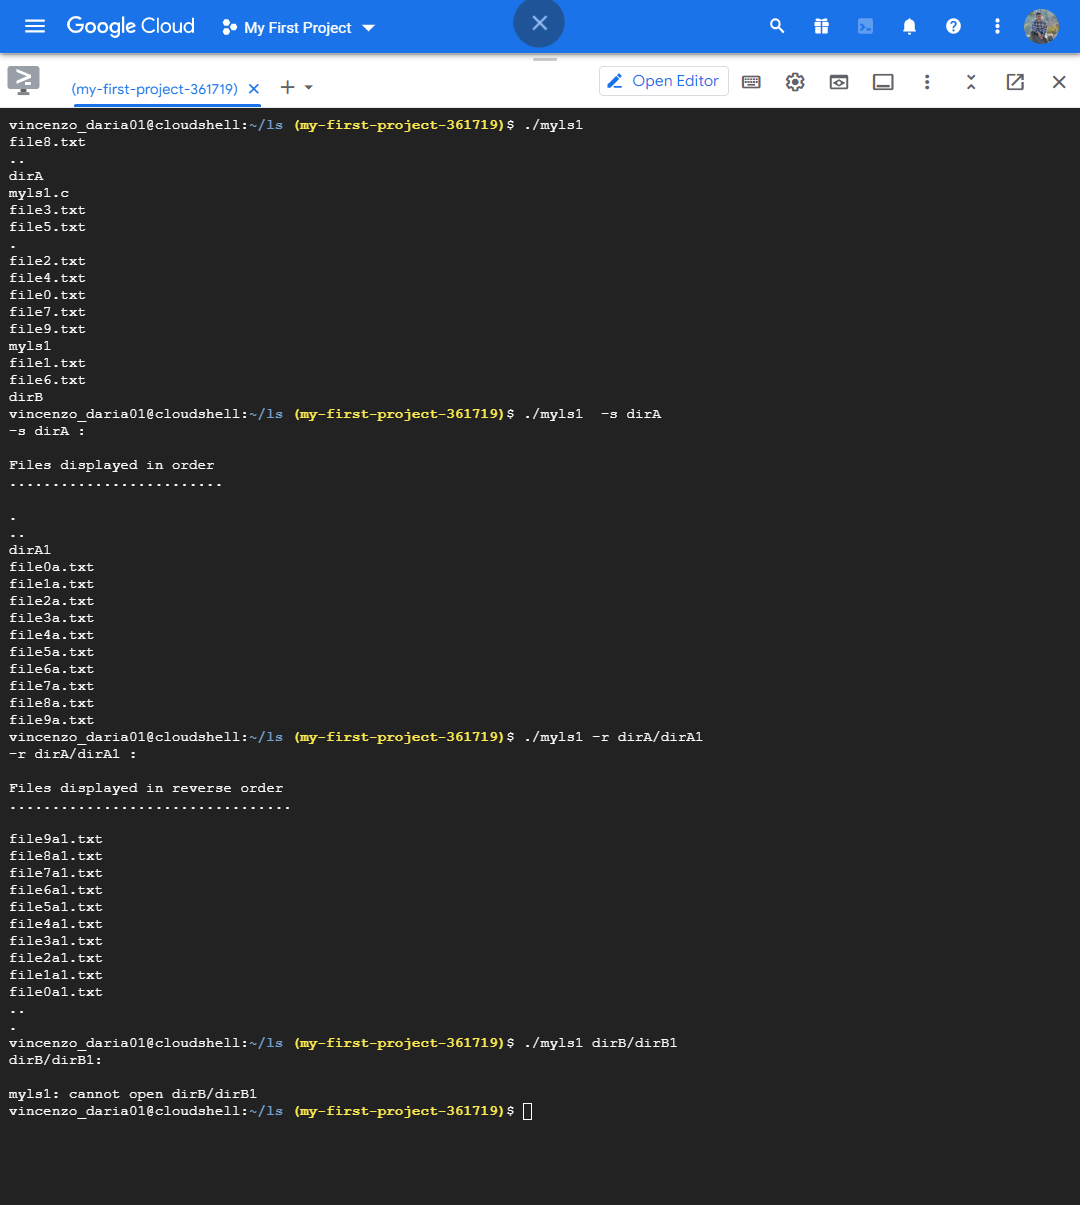 Google Cloud My First Project
(my-first-project-361719) Open Editor
vincenzo_daria01@cloudshell:~/ls (my-first-project-361719)$ ./myls1
file8.txt
..
dirA
myls1.c
file3.txt
file5.txt
.
file2.txt
file4.txt
file0.txt
file7.txt
file9.txt
myls1
file1.txt
file6.txt
dirB
vincenzo_daria01@cloudshell:~/ls (my-first-project-361719)$ ./myls1  -s dirA
-s dirA :
Files displayed in order
.........................
.
..
dirA1
file0a.txt
file1a.txt
file2a.txt
file3a.txt
file4a.txt
file5a.txt
file6a.txt
file7a.txt
file8a.txt
file9a.txt
vincenzo_daria01@cloudshell:~/ls (my-first-project-361719)$ ./myls1 -r dirA/dirA1
-r dirA/dirA1 :
Files displayed in reverse order
.................................
file9a1.txt
file8a1.txt
file7a1.txt
file6a1.txt
file5a1.txt
file4a1.txt
file3a1.txt
file2a1.txt
file1a1.txt
file0a1.txt
..
.
vincenzo_daria01@cloudshell:~/ls (my-first-project-361719)$ ./myls1 dirB/dirB1
dirB/dirB1:
myls1: cannot open dirB/dirB1
vincenzo_daria01@cloudshell:~/ls (my-first-project-361719)$